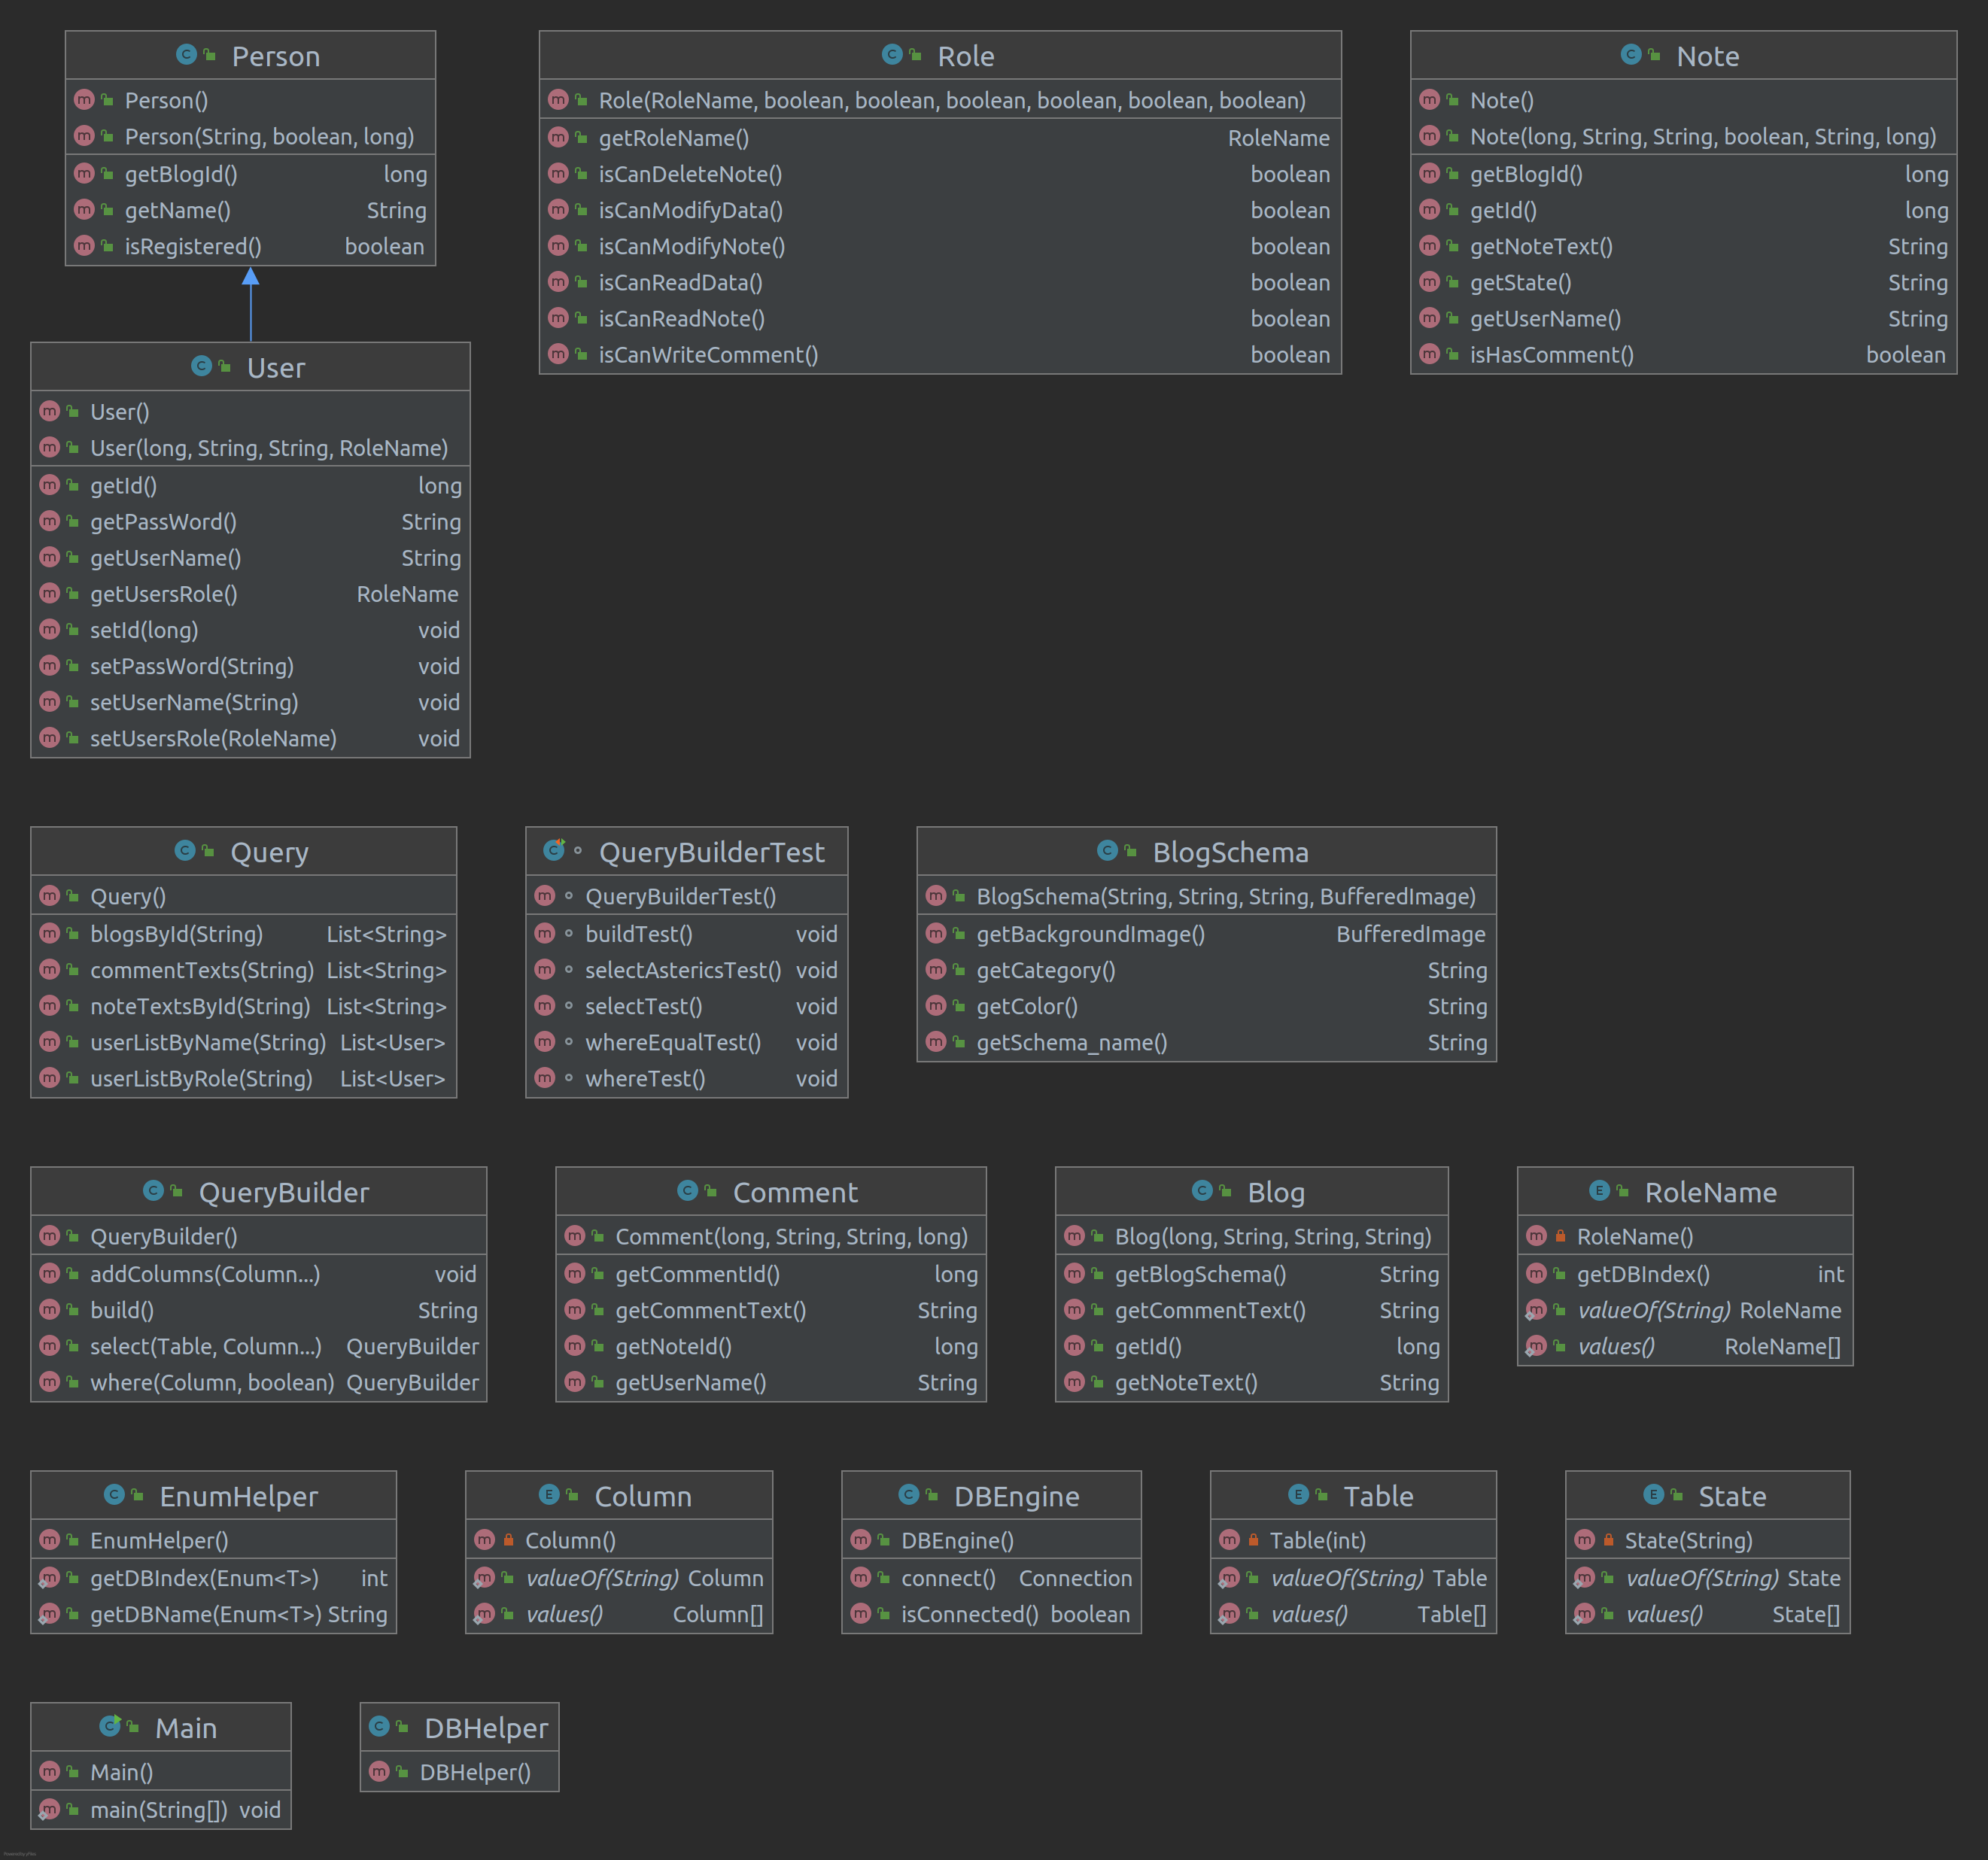 Person
Person()
Person(String, boolean, long)
getBlogId() long
getName() String
isRegistered() boolean
Role
Role(RoleName, boolean, boolean, boolean, boolean, boolean, boolean)
getRoleName() RoleName
isCanDeleteNote() boolean
isCanModifyData() boolean
isCanModifyNote() boolean
isCanReadData() boolean
isCanReadNote() boolean
isCanWriteComment() boolean
Note
Note()
Note(long, String, String, boolean, String, long)
getBlogId() long
getId() long
getNoteText() String
getState() String
getUserName() String
isHasComment() boolean
User
User()
User(long, String, String, RoleName)
getId() long
getPassWord() String
getUserName() String
getUsersRole() RoleName
setId(long) void
setPassWord(String) void
setUserName(String) void
setUsersRole(RoleName) void
Query
Query()
blogsById(String) List<String>
commentTexts(String) List<String>
noteTextsById(String) List<String>
userListByName(String) List<User>
userListByRole(String) List<User>
QueryBuilderTest
QueryBuilderTest()
buildTest() void
selectAstericsTest() void
selectTest() void
whereEqualTest() void
whereTest() void
BlogSchema
BlogSchema(String, String, String, BufferedImage)
getBackgroundImage() BufferedImage
getCategory() String
getColor() String
getSchema_name() String
QueryBuilder
QueryBuilder()
addColumns(Column...) void
build() String
select(Table, Column...) QueryBuilder
where(Column, boolean) QueryBuilder
Comment
Comment(long, String, String, long)
getCommentId() long
getCommentText() String
getNoteId() long
getUserName() String
Blog
Blog(long, String, String, String)
getBlogSchema() String
getCommentText() String
getId() long
getNoteText() String
RoleName
RoleName()
getDBIndex() int
valueOf(String) RoleName
values() RoleName[]
EnumHelper
EnumHelper()
getDBIndex(Enum<T>) int
getDBName(Enum<T>) String
Column
Column()
valueOf(String) Column
values() Column[]
DBEngine
DBEngine()
connect() Connection
isConnected() boolean
Table
Table(int)
valueOf(String) Table
values() Table[]
State
State(String)
valueOf(String) State
values() State[]
Main
Main()
main(String[]) void
DBHelper
DBHelper()